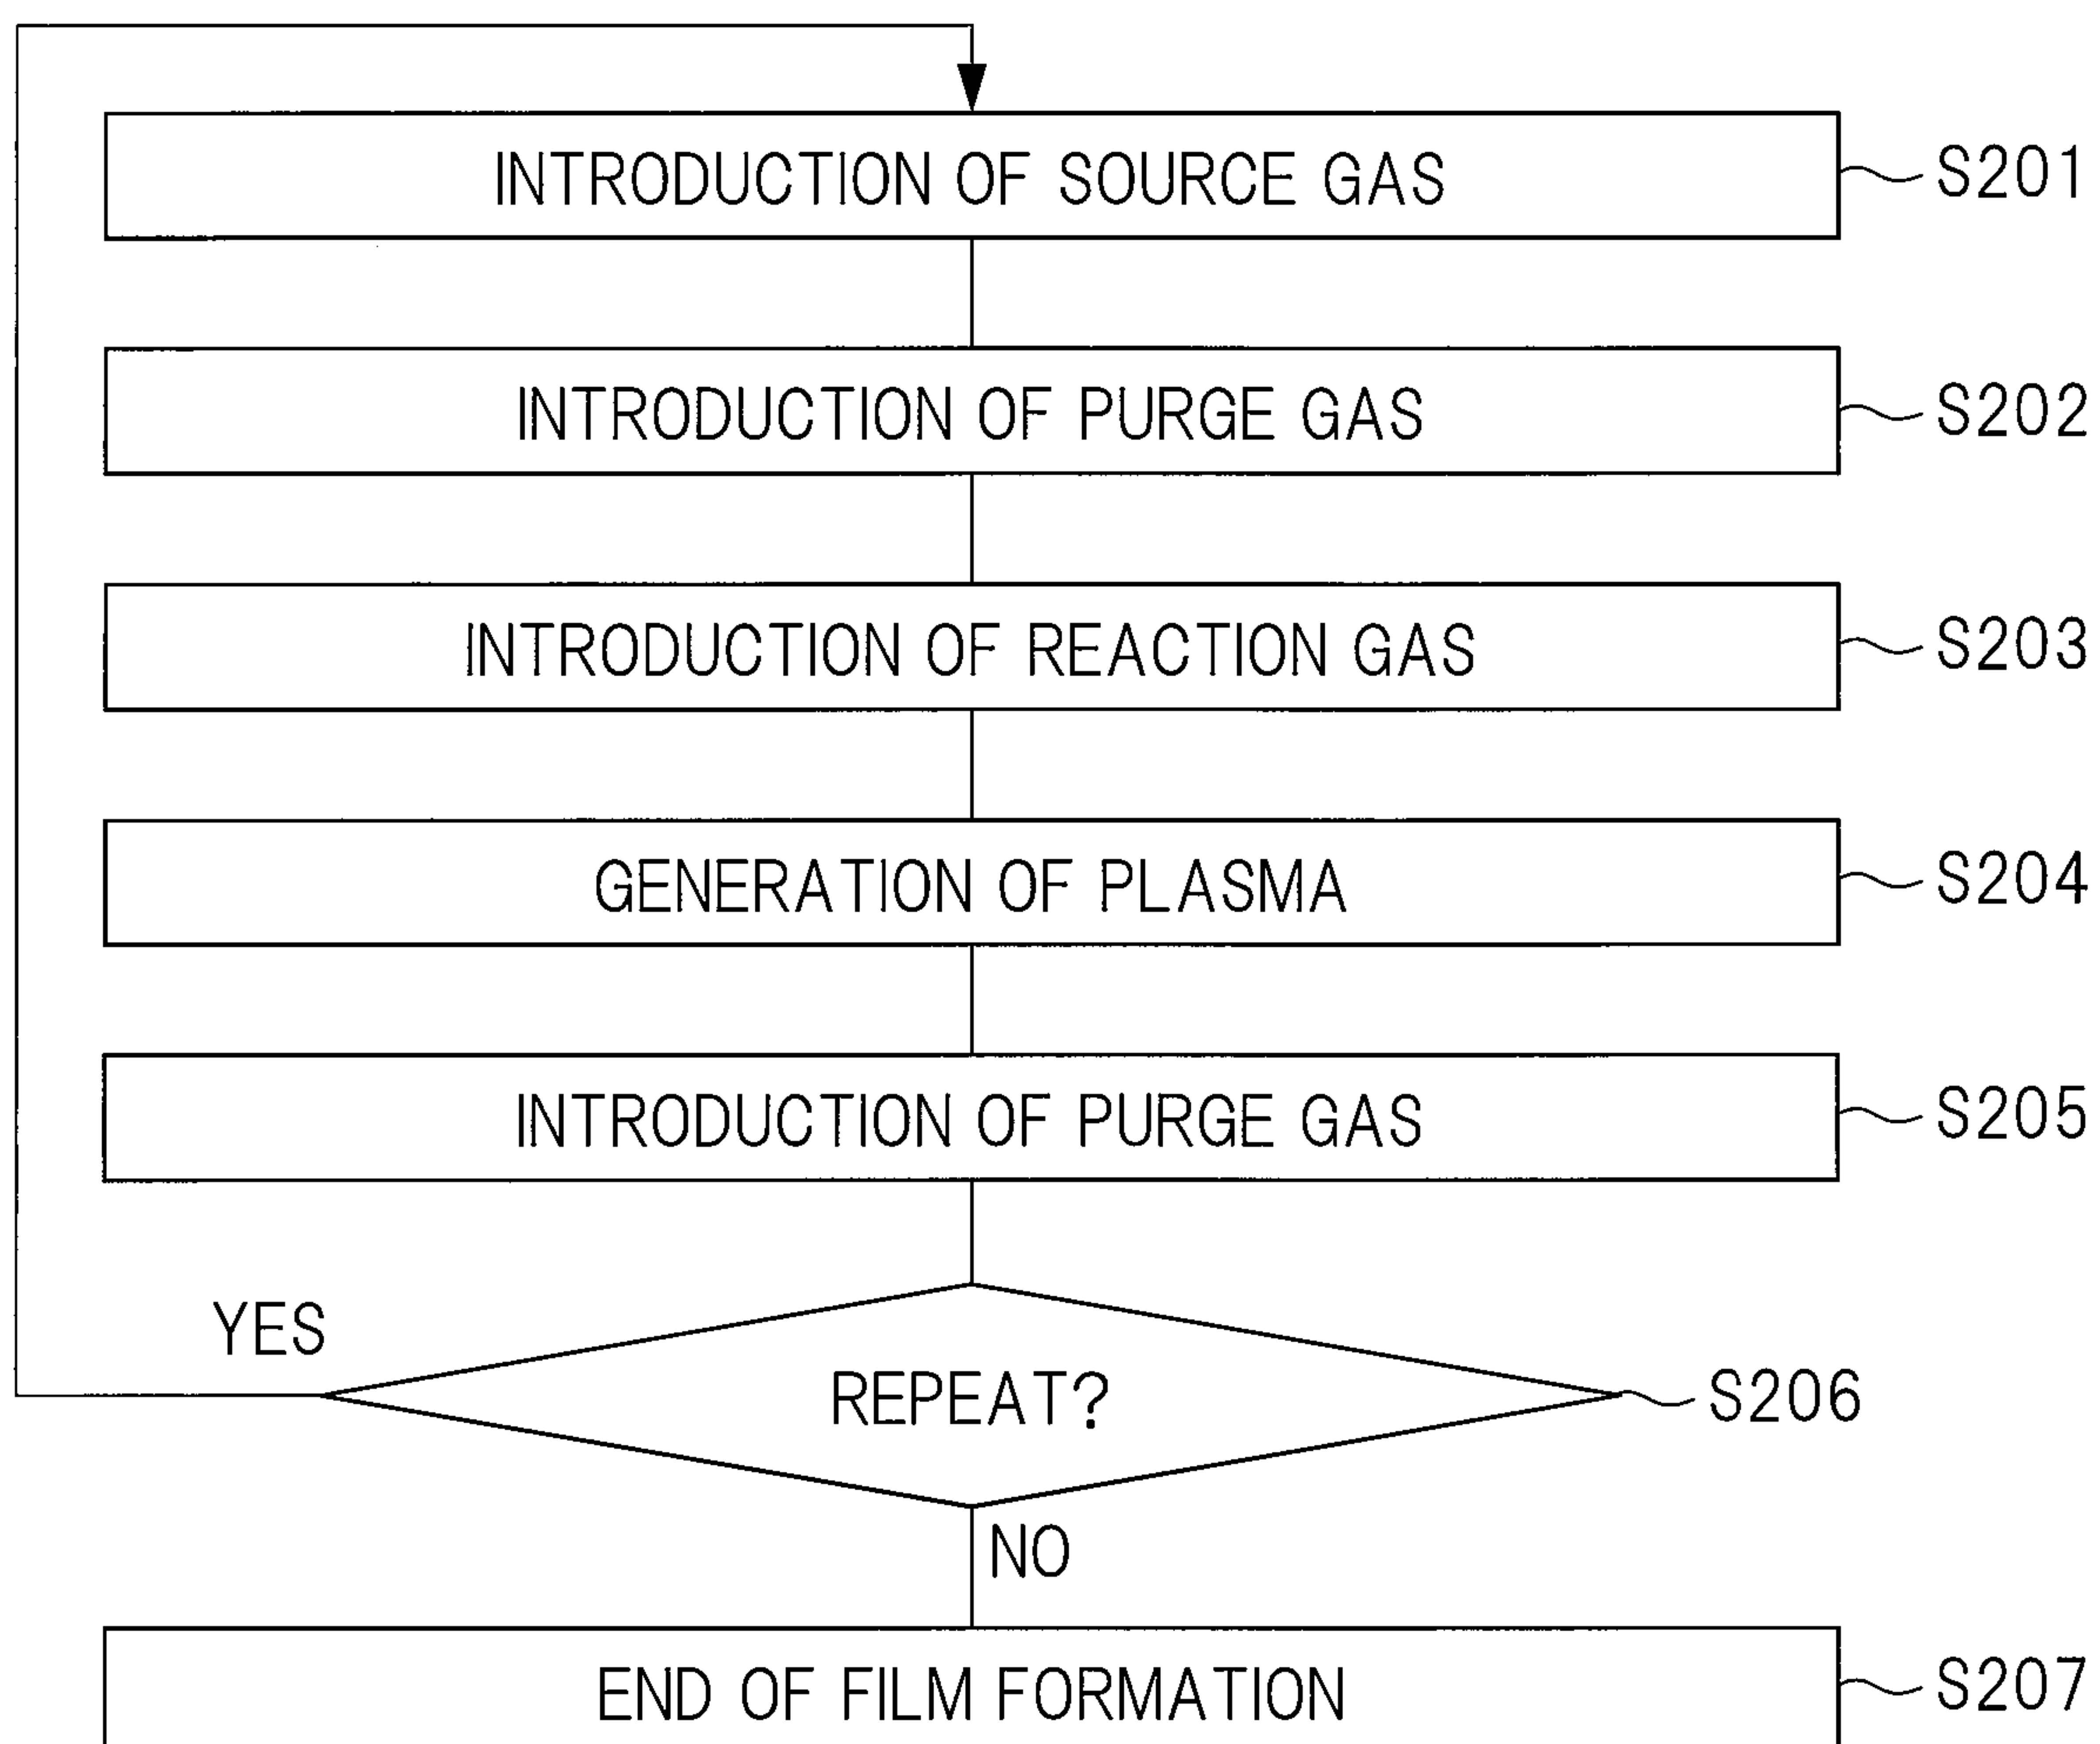 INTRODUCTION OF SOURCE GAS S201
INTRODUCTION OF PURGE GAS S202
INTRODUCTION OF REACTION GAS S203
GENERATION OF PLASMA S204
INTRODUCTION OF PURGE GAS S205
YES
REPEAT? S206
NO
END OF FILM FORMATION S207